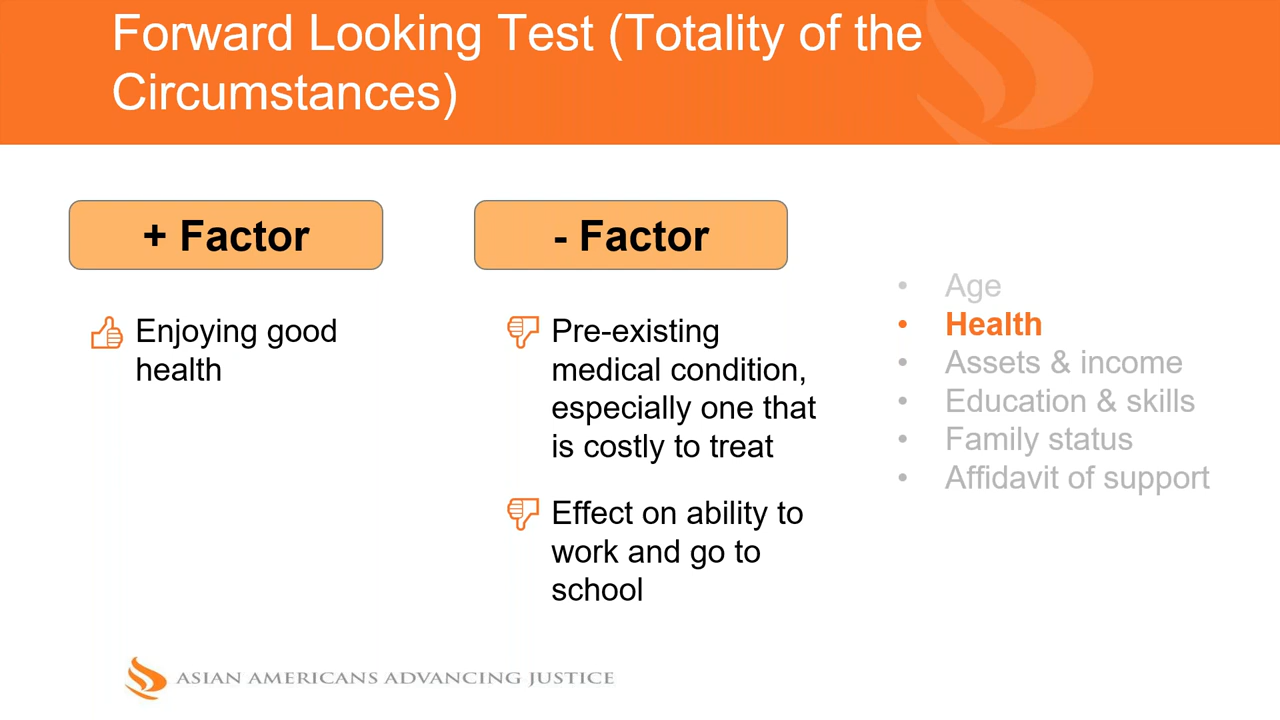 Forward Looking Test (Totality of the
Circumstances)
+ Factor
Enjoying good
health
- Factor
Pre-existing
medical condition,
especially one that
is costly to treat
Effect on ability to
work and go to
school
• Age
• Health
• Assets & income
• Education & skills
• Family status
• Affidavit of support
ASIAN AMERICANS ADVANCING JUSTICE